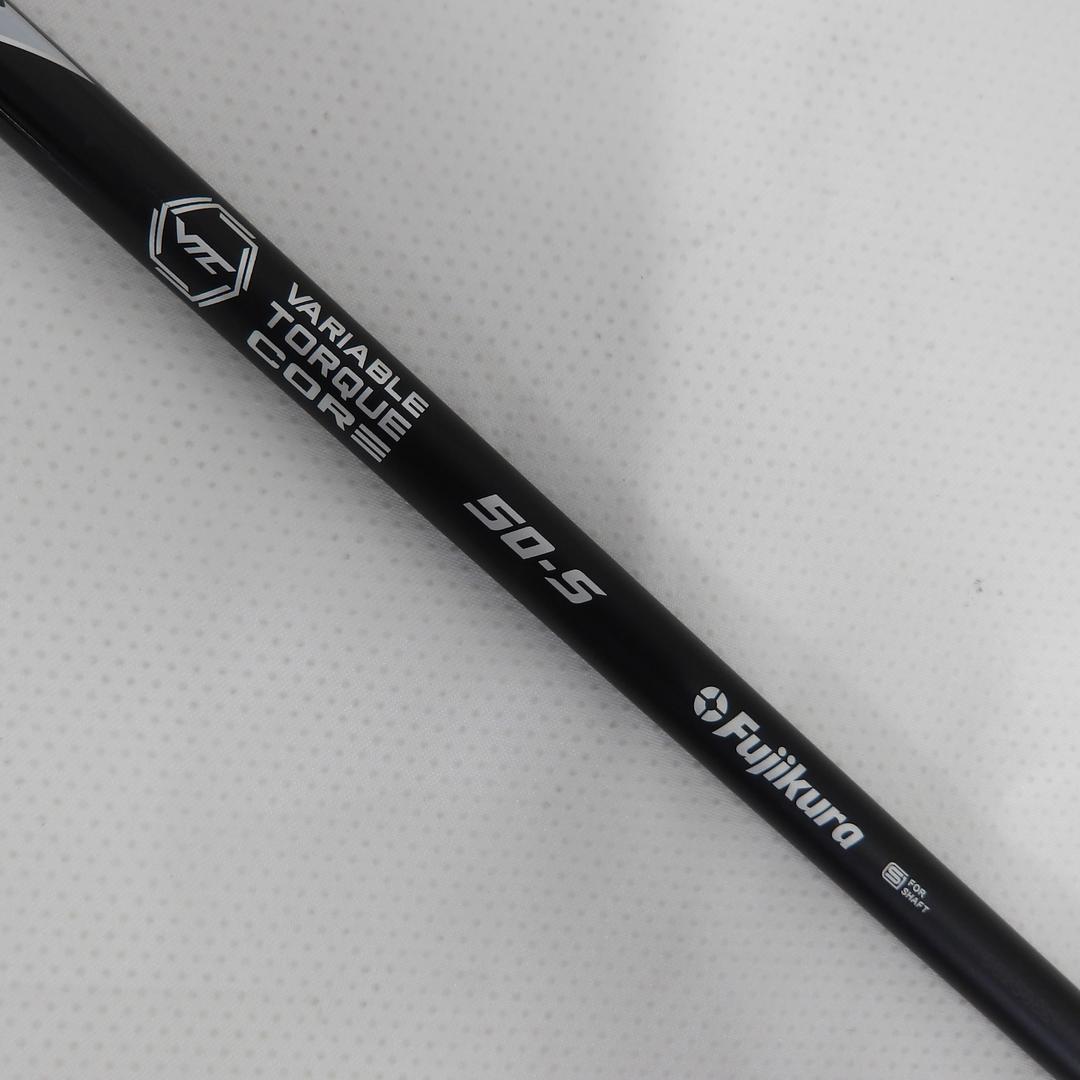 VTC
VARIABLE
TORQUE
CORE
50-S
Fujikura
S FOR
SHAFT